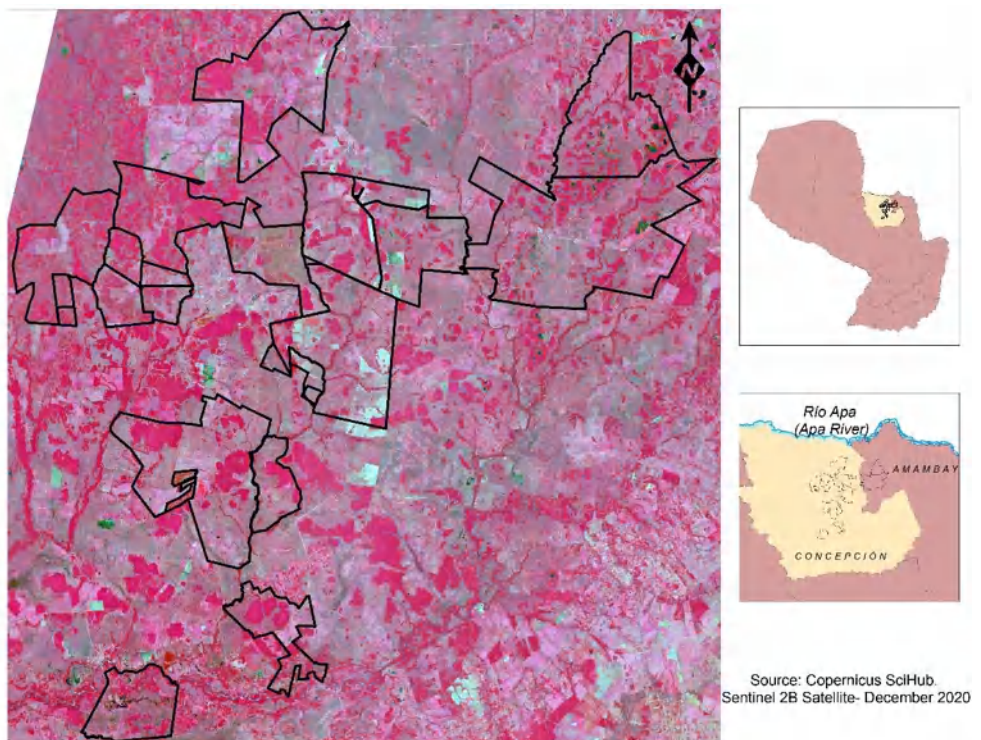 N
Río Apa
(Apa River)
AMAMBAY
CONCEPCIÓN
Source: Copernicus SciHub.
Sentinel 2B Satellite- December 2020